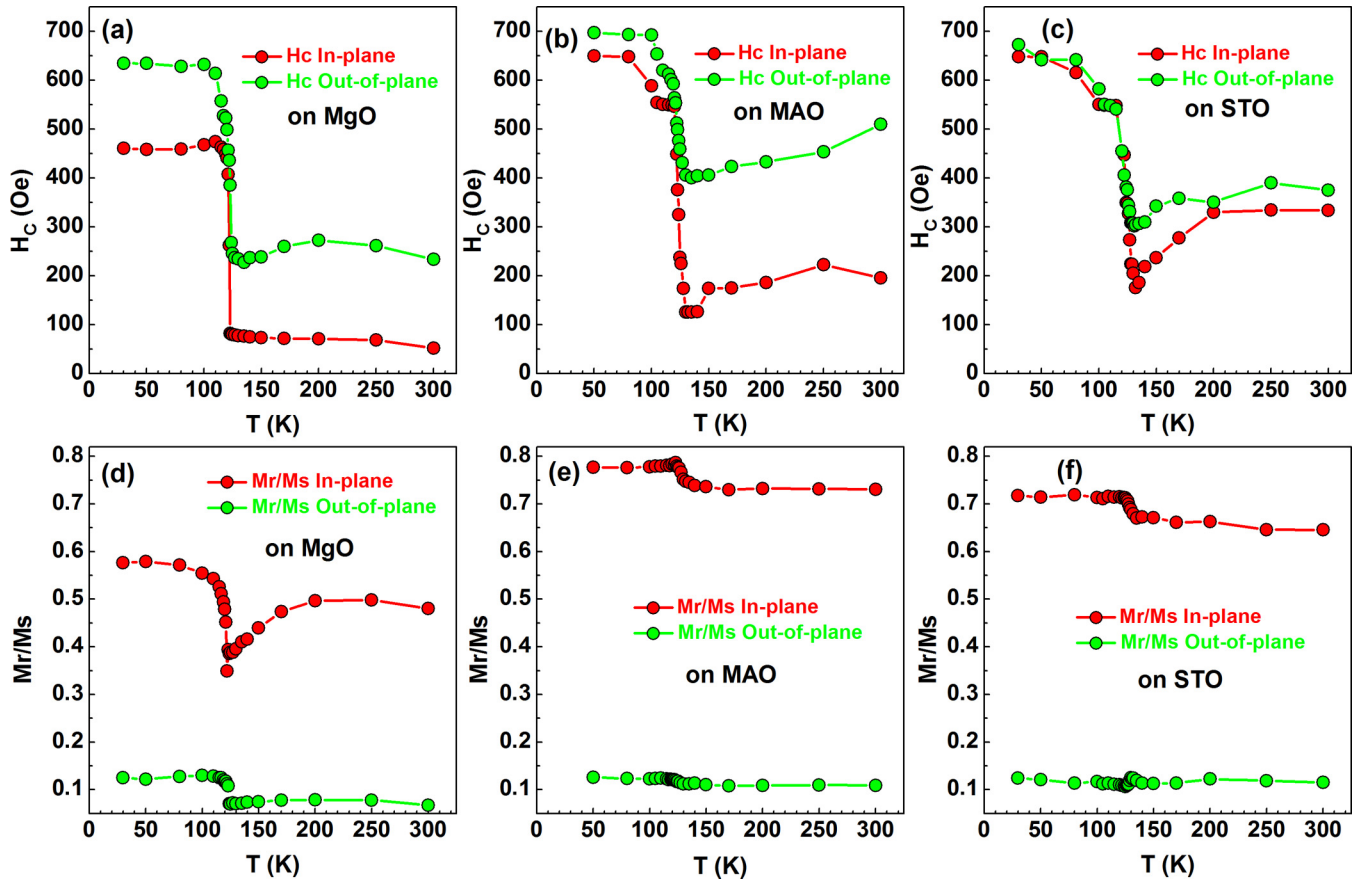 (a)
Hc In-plane
Hc Out-of-plane
on MgO
H_C (Oe)
700
600
500
400
300
200
100
0
0 50 100 150 200 250 300
T (K)
(b)
Hc In-plane
Hc Out-of-plane
on MAO
H_C (Oe)
700
600
500
400
300
200
100
0
0 50 100 150 200 250 300
T (K)
(c)
Hc In-plane
Hc Out-of-plane
on STO
H_C (Oe)
700
600
500
400
300
200
100
0
0 50 100 150 200 250 300
T (K)
(d)
Mr/Ms In-plane
Mr/Ms Out-of-plane
on MgO
Mr/Ms
0.8
0.7
0.6
0.5
0.4
0.3
0.2
0.1
0 50 100 150 200 250 300
T (K)
(e)
Mr/Ms In-plane
Mr/Ms Out-of-plane
on MAO
Mr/Ms
0.8
0.7
0.6
0.5
0.4
0.3
0.2
0.1
0 50 100 150 200 250 300
T (K)
(f)
Mr/Ms In-plane
Mr/Ms Out-of-plane
on STO
Mr/Ms
0.8
0.7
0.6
0.5
0.4
0.3
0.2
0.1
0 50 100 150 200 250 300
T (K)